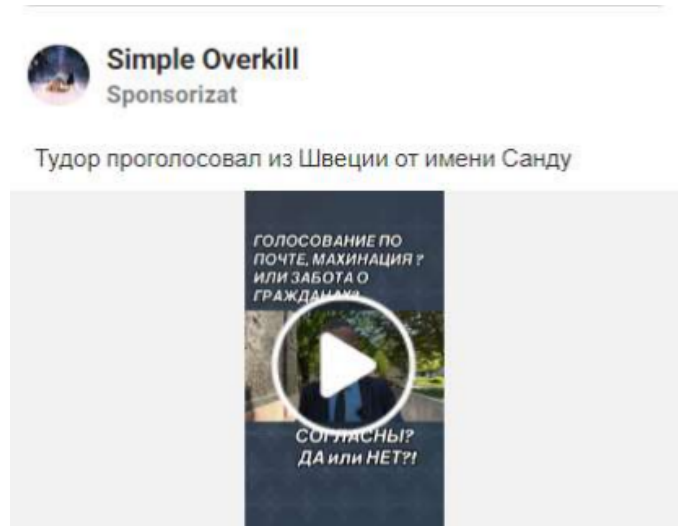 Simple Overkill
Sponsorizat
Тудор проголосовал из Швеции от имени Санду
ГОЛОСОВАНИЕ ПО
ПОЧТЕ, МАХИНАЦИЯ ?
ИЛИ ЗАБОТА О
ГРАЖДАНАХ?
СОГЛАСНЫ?
ДА или НЕТ?!